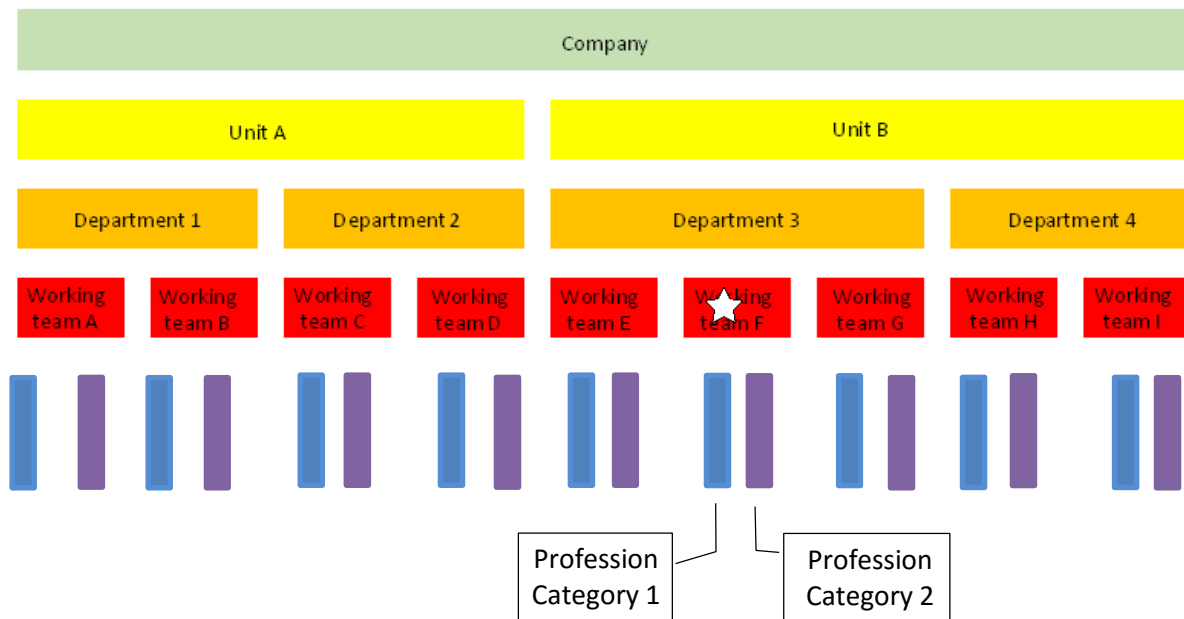 Company
Unit A
Unit B
Department 1
Department 2
Department 3
Department 4
Working
team A
Working
team B
Working
team C
Working
team D
Working
team E
Working
team F
Working
team G
Working
team H
Working
team I
Profession
Category 1
Profession
Category 2